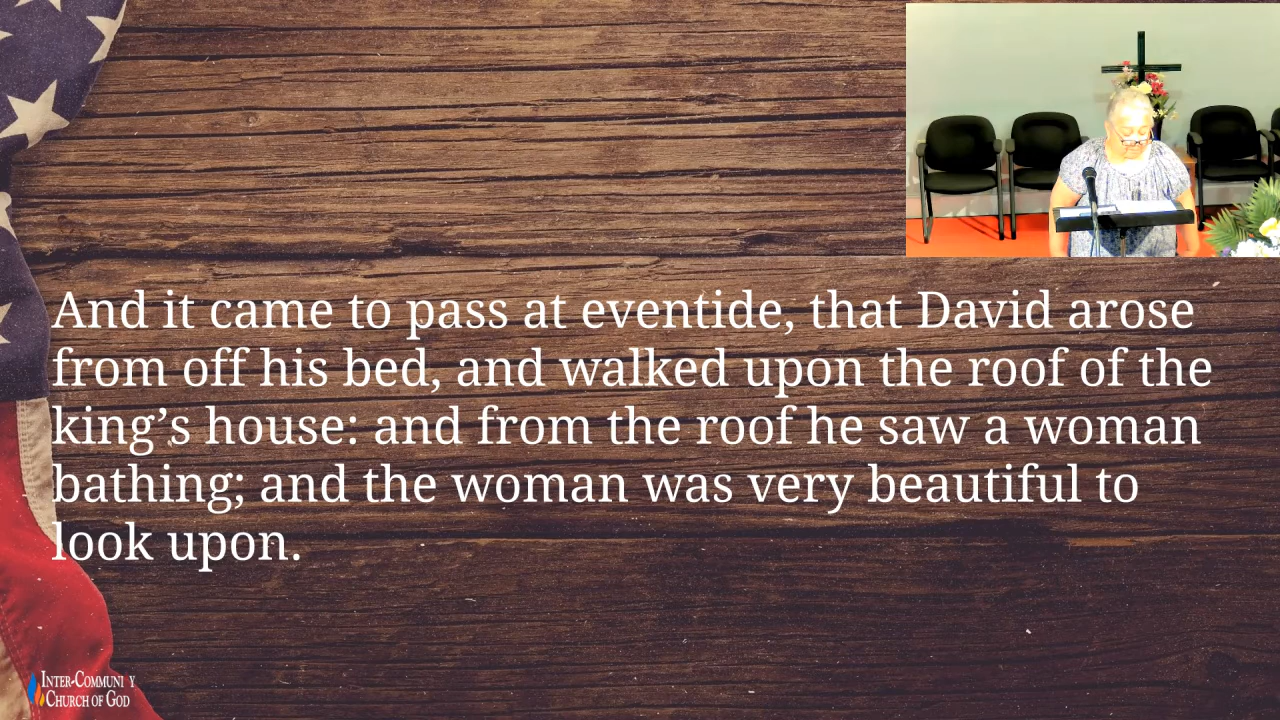 And it came to pass at eventide, that David arose
from off his bed, and walked upon the roof of the
king’s house: and from the roof he saw a woman
bathing; and the woman was very beautiful to
look upon.
INTER-COMMUNI Y
CHURCH OF GOD